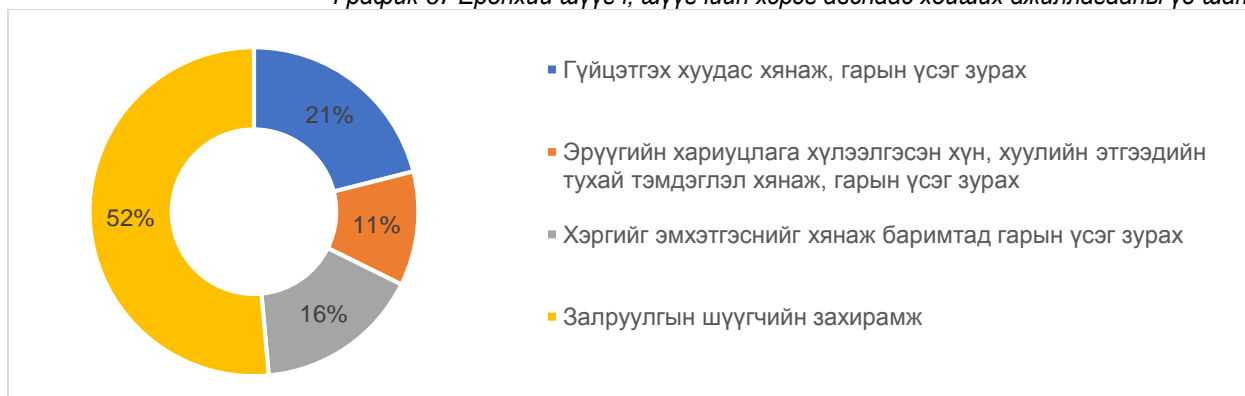 21%
11%
16%
52%
Гүйцэтгэх хуудас хянаж, гарын үсэг зурах
Эрүүгийн хариуцлага хүлээлгэсэн хүн, хуулийн этгээдийн
тухай тэмдэглэл хянаж, гарын үсэг зурах
Хэргийг эмхэтгэснийг хянаж баримтад гарын үсэг зурах
Залруулгын шүүгчийн захирамж